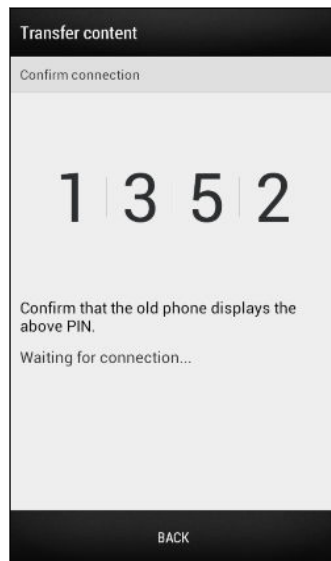 Transfer content
Confirm connection
1 3 5 2
Confirm that the old phone displays the
above PIN.
Waiting for connection...
BACK